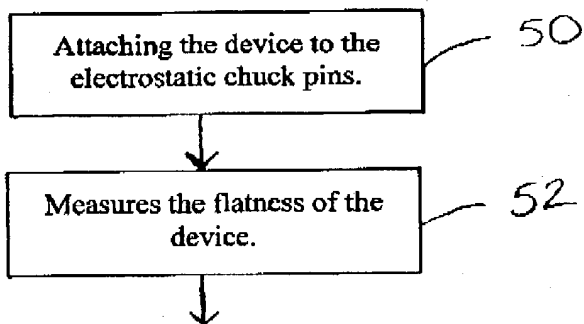 Attaching the device to the
electrostatic chuck pins.
50
Measures the flatness of the
device.
52